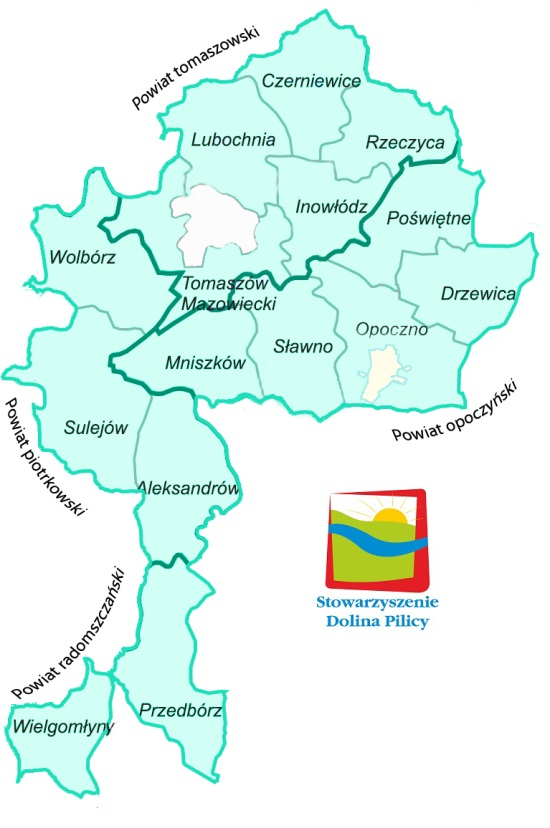 Powiat tomaszowski
Czerniewice
Lubochnia
Rzeczyca
Inowłódz
Poświętne
Wolbórz
Tomaszów
Mazowiecki
Drzewica
Opoczno
Sławno
Mniszków
Powiat opoczyński
Sulejów
Powiat piotrkowski
Aleksandrów
Stowarzyszenie
Dolina Pilicy
Powiat radomszczański
Przedbórz
Wielgomłyny